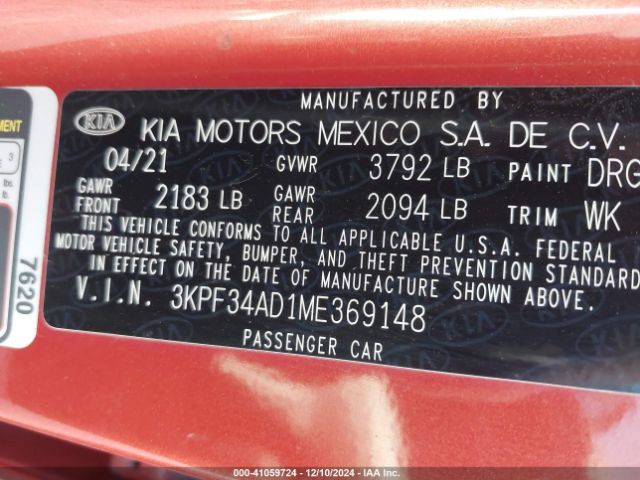 MANUFACTURED BY
KIA KIA MOTORS MEXICO S.A. DE C.V.
04/21 GVWR 3792 LB PAINT DRG
GAWR FRONT 2183 LB GAWR REAR 2094 LB TRIM WK
THIS VEHICLE CONFORMS TO ALL APPLICABLE U.S.A. FEDERAL
MOTOR VEHICLE SAFETY, BUMPER, AND THEFT PREVENTION STANDARD
IN EFFECT ON THE DATE OF MANUFACTURE SHOWN ABOVE.
V.I.N. 3KPF34AD1ME369148
PASSENGER CAR
7620
3
lbs.
000-41059724 - 12/10/2024 - IAA Inc.